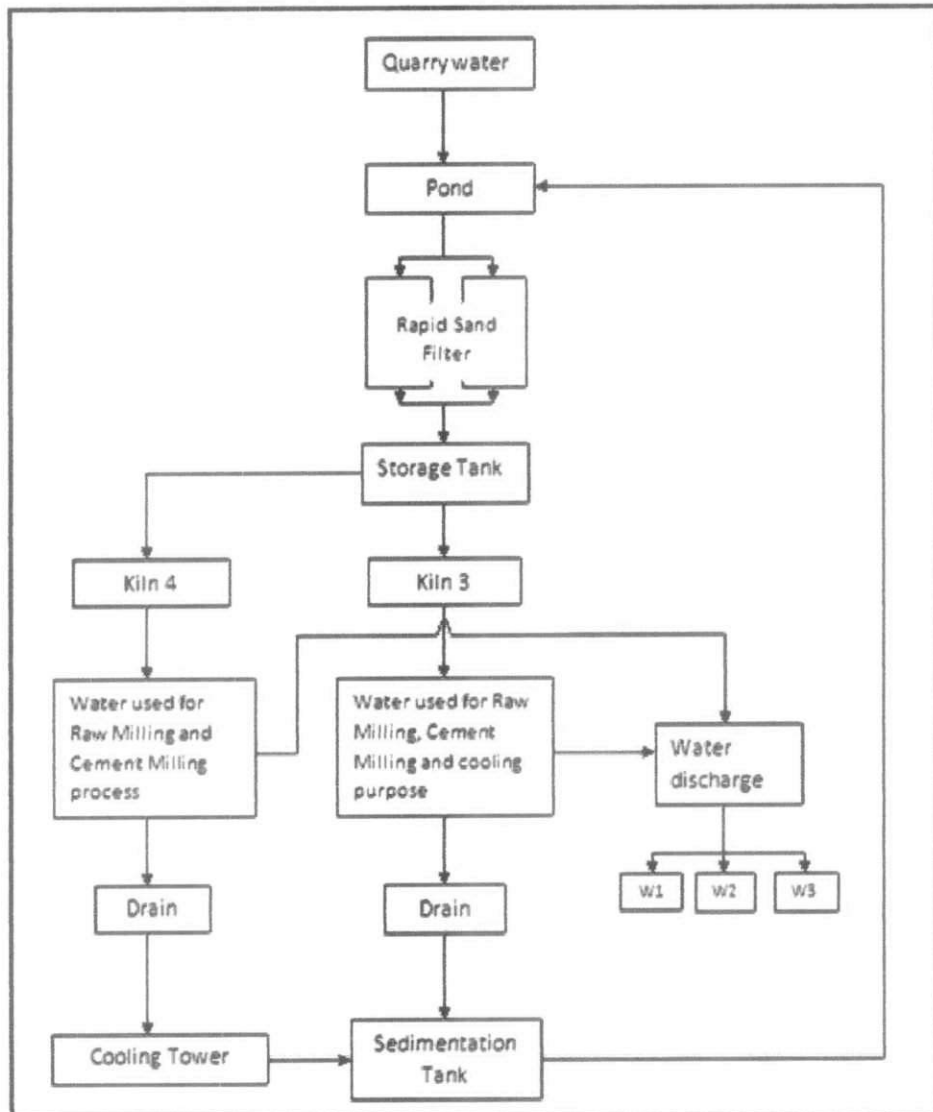 Quarry water
Pond
Rapid Sand
Filter
Storage Tank
Kiln 4
Kiln 3
Water used for
Raw Milling and
Cement Milling
process
Water used for Raw
Milling, Cement
Milling and cooling
purpose
Water
discharge
W1
W2
W3
Drain
Drain
Cooling Tower
Sedimentation
Tank